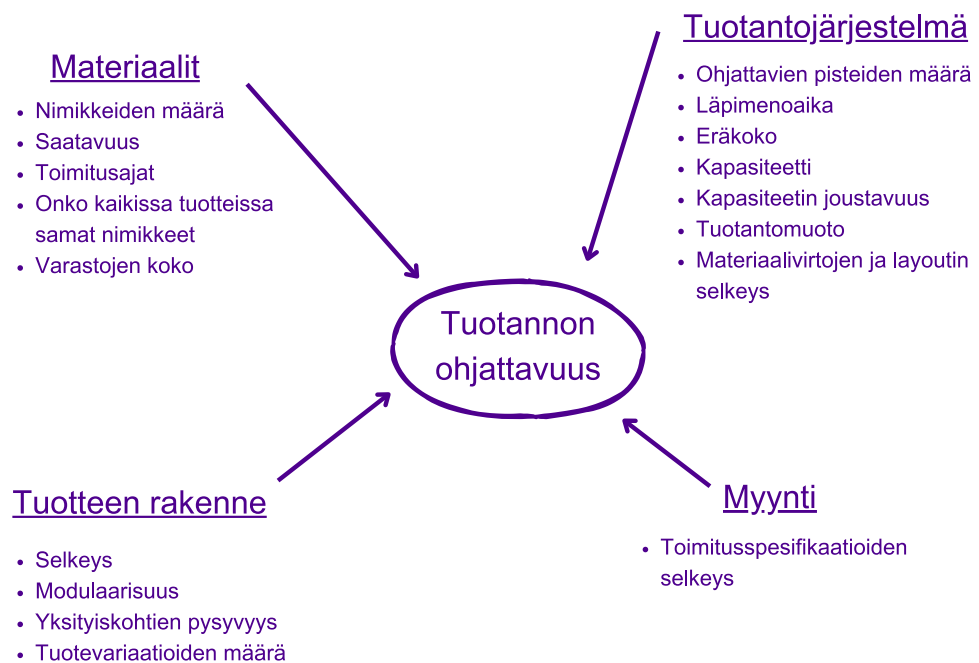 Materiaalit
• Nimikkeiden määrä
• Saatavuus
• Toimitusajat
• Onko kaikissa tuotteissa
samat nimikkeet
• Varastojen koko
Tuotantojärjestelmä
• Ohjattavien pisteiden määrä
• Läpimenoaika
• Eräkoko
• Kapasiteetti
• Kapasiteetin joustavuus
• Tuotantomuoto
• Materiaalivirtojen ja layoutin
selkeys
Tuotannon
ohjattavuus
Tuotteen rakenne
• Selkeys
• Modulaarisuus
• Yksityiskohtien pysyvyys
• Tuotevariaatioiden määrä
Myynti
• Toimitusspesifikaatioiden
selkeys